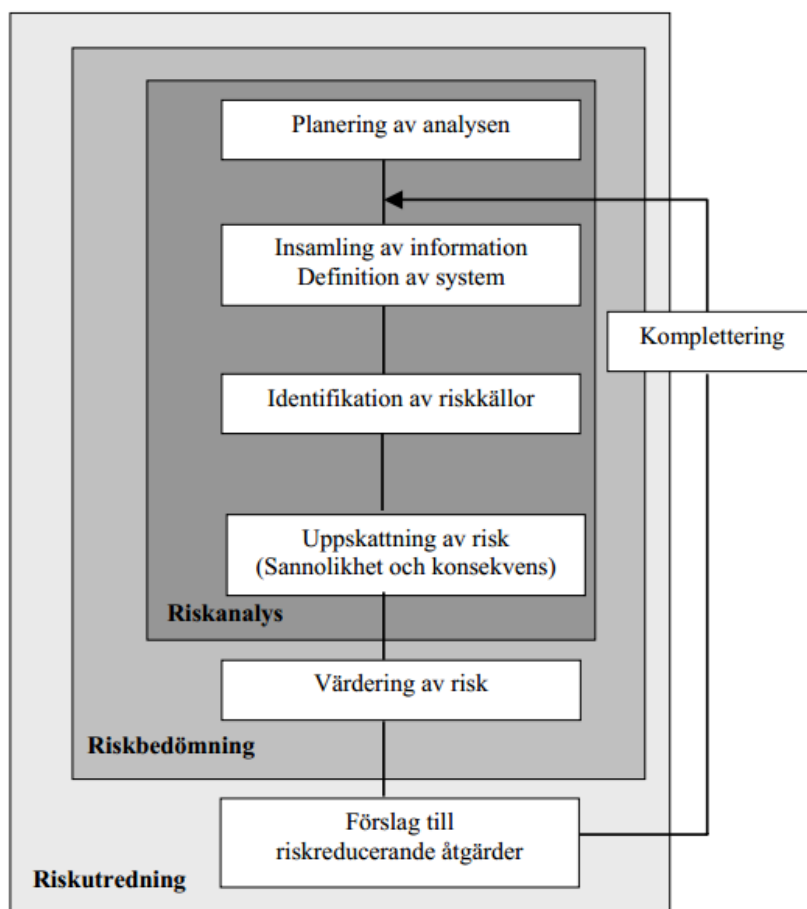 Planering av analysen
Insamling av information
Definition av system
Komplettering
Identifikation av riskkällor
Uppskattning av risk
(Sannolikhet och konsekvens)
Riskanalys
Värdering av risk
Riskbedömning
Förslag till
riskreducerande åtgärder
Riskutredning